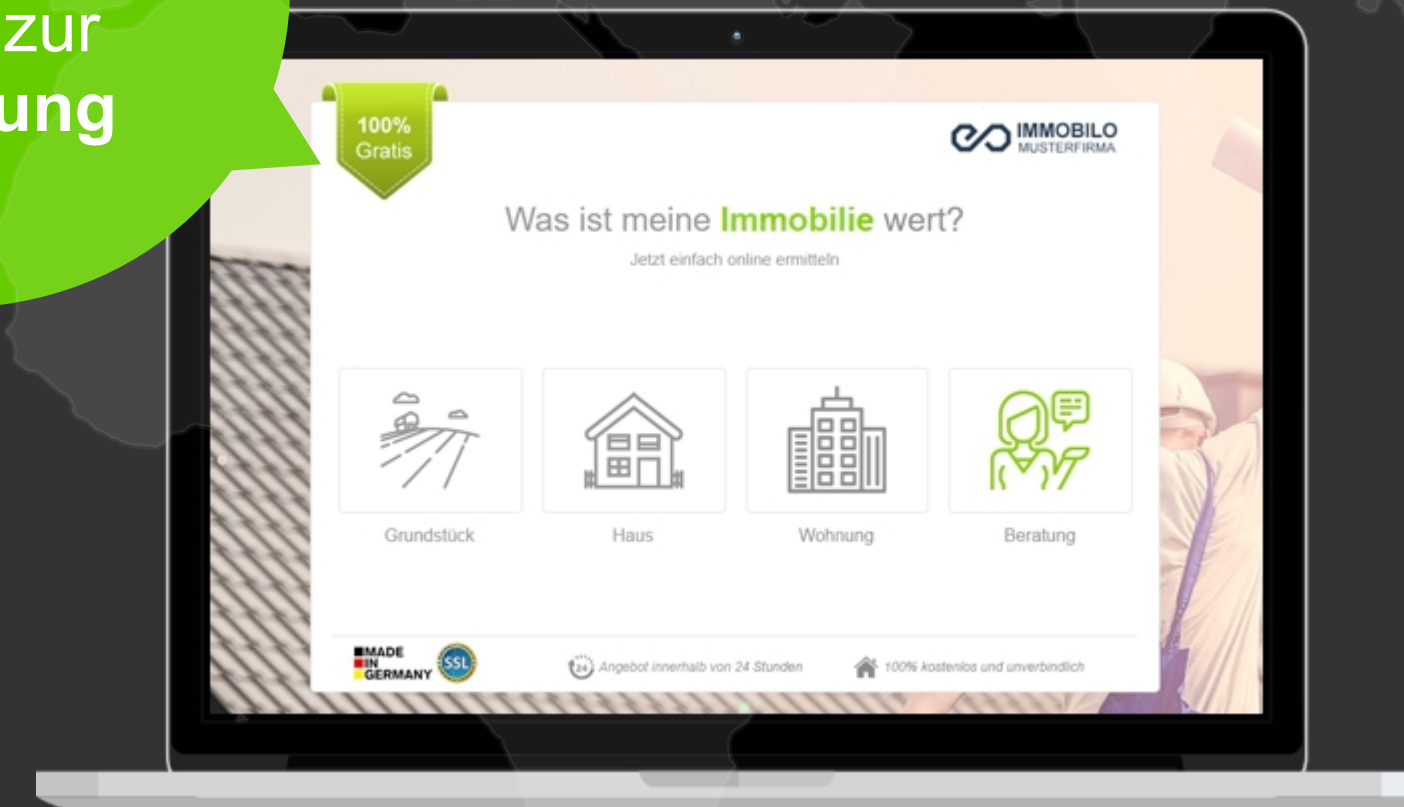 zur
ung
100%
Gratis
IMMOBILO
MUSTERFIRMA
Was ist meine Immobilie wert?
Jetzt einfach online ermitteln
Grundstück
Haus
Wohnung
Beratung
MADE
IN
GERMANY
SSL
24
Angebot innerhalb von 24 Stunden
100% kostenlos und unverbindlich